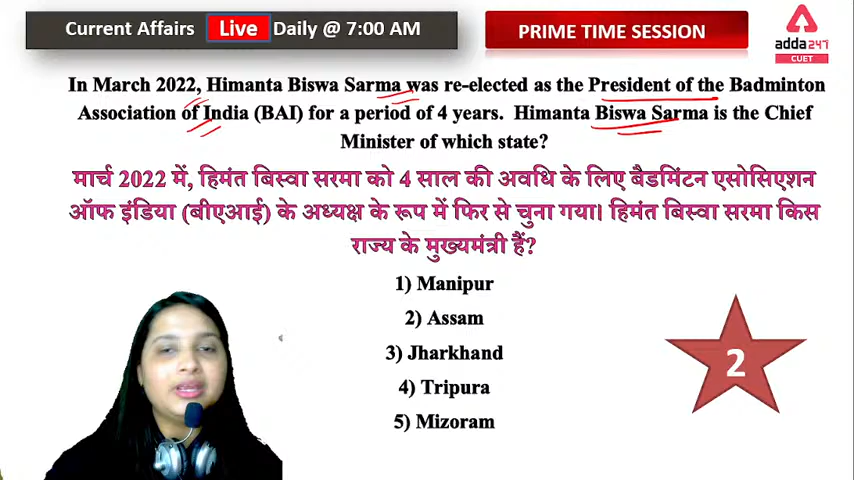 Current Affairs Live Daily @ 7:00 AM
PRIME TIME SESSION
adda247
CUET
In March 2022, Himanta Biswa Sarma was re-elected as the President of the Badminton
Association of India (BAI) for a period of 4 years. Himanta Biswa Sarma is the Chief
Minister of which state?
मार्च 2022 में, हिमंत बिस्वा सरमा को 4 साल की अवधि के लिए बैडमिंटन एसोसिएशन
ऑफ इंडिया (बीएआई) के अध्यक्ष के रूप में फिर से चुना गया। हिमंत बिस्वा सरमा किस
राज्य के मुख्यमंत्री हैं?
1) Manipur
2) Assam
3) Jharkhand
4) Tripura
5) Mizoram
2